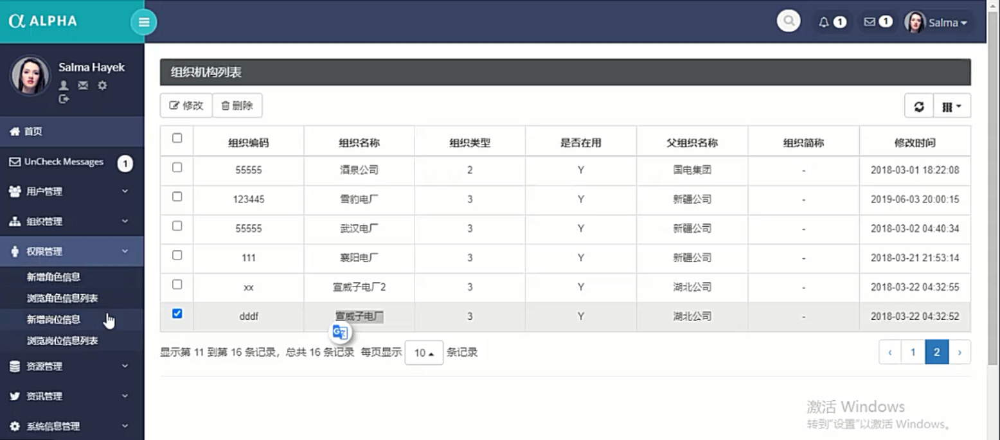 α ALPHA
1
1
Salma
Salma Hayek
首页
UnCheck Messages
1
用户管理
组织管理
权限管理
新增角色信息
浏览角色信息列表
新增岗位信息
浏览岗位信息列表
资源管理
资讯管理
系统信息管理
组织机构列表
修改 删除
组织编码 组织名称 组织类型 是否在用 父组织名称 组织简称 修改时间
55555 酒泉公司 2 Y 国电集团 - 2018-03-01 18:22:08
123445 雪豹电厂 3 Y 新疆公司 - 2019-06-03 20:00:15
55555 武汉电厂 3 Y 新疆公司 - 2018-03-02 04:40:34
111 襄阳电厂 3 Y 新疆公司 - 2018-03-21 21:53:14
xx 宣威子电厂2 3 Y 湖北公司 - 2018-03-22 04:32:55
dddf 宣威子电厂 3 Y 湖北公司 - 2018-03-22 04:32:52
显示第 11 到第 16 条记录，总共 16 条记录 每页显示 10 条记录
‹ 1 2 ›
激活 Windows
转到"设置"以激活 Windows。